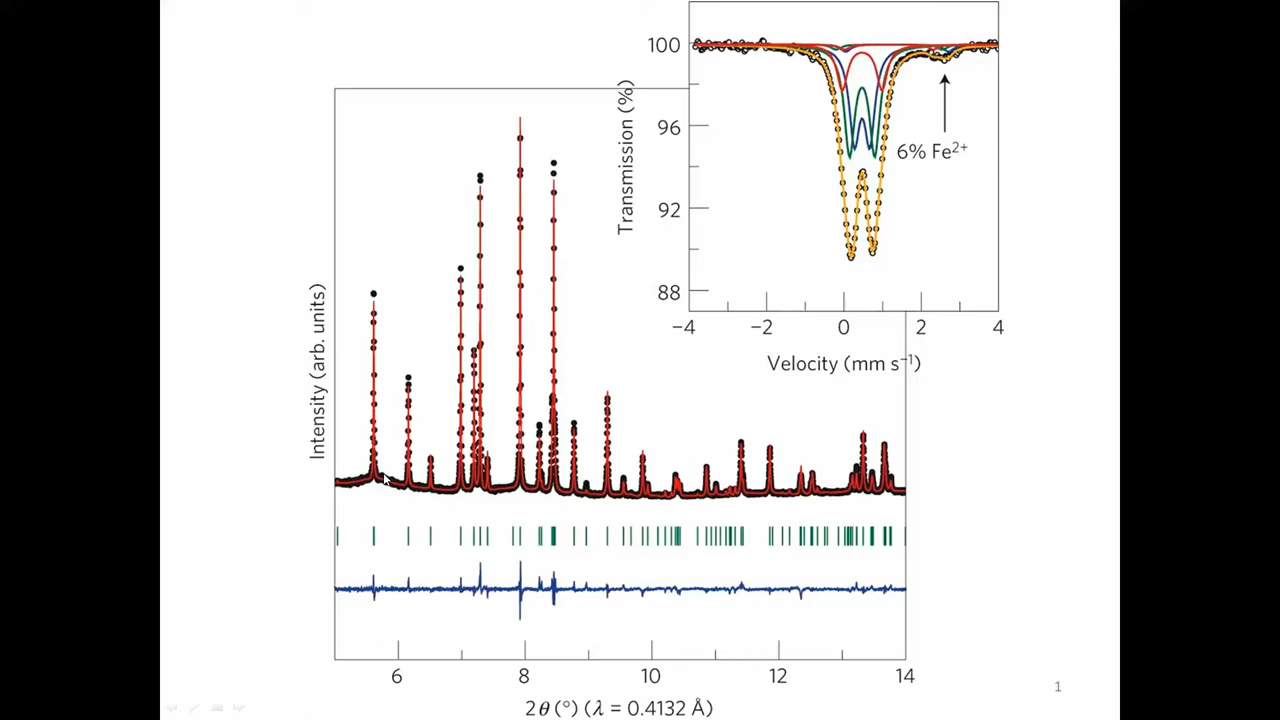 100
96
92
88
Transmission (%)
6% Fe²⁺
−4 −2 0 2 4
Velocity (mm s⁻¹)
Intensity (arb. units)
6 8 10 12 14
2θ (°) (λ = 0.4132 Å)
1